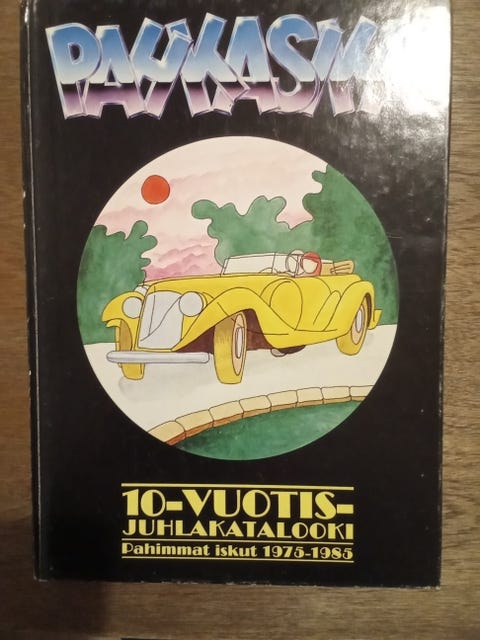 PAHKASIKA
10-VUOTIS-
JUHLAKATALOOKI
Pahimmat iskut 1975-1985